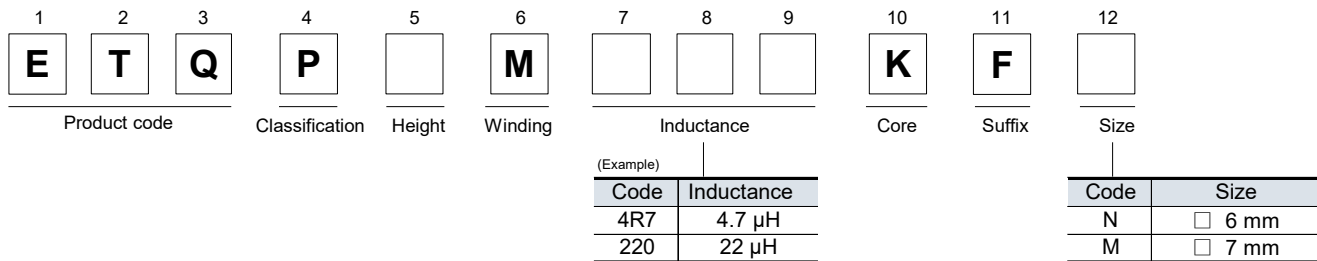 1 2 3 4 5 6 7 8 9 10 11 12
E T Q P M K F
Product code Classification Height Winding Inductance Core Suffix Size
(Example)
Code Inductance Code Size
4R7 4.7 µH N □ 6 mm
220 22 µH M □ 7 mm